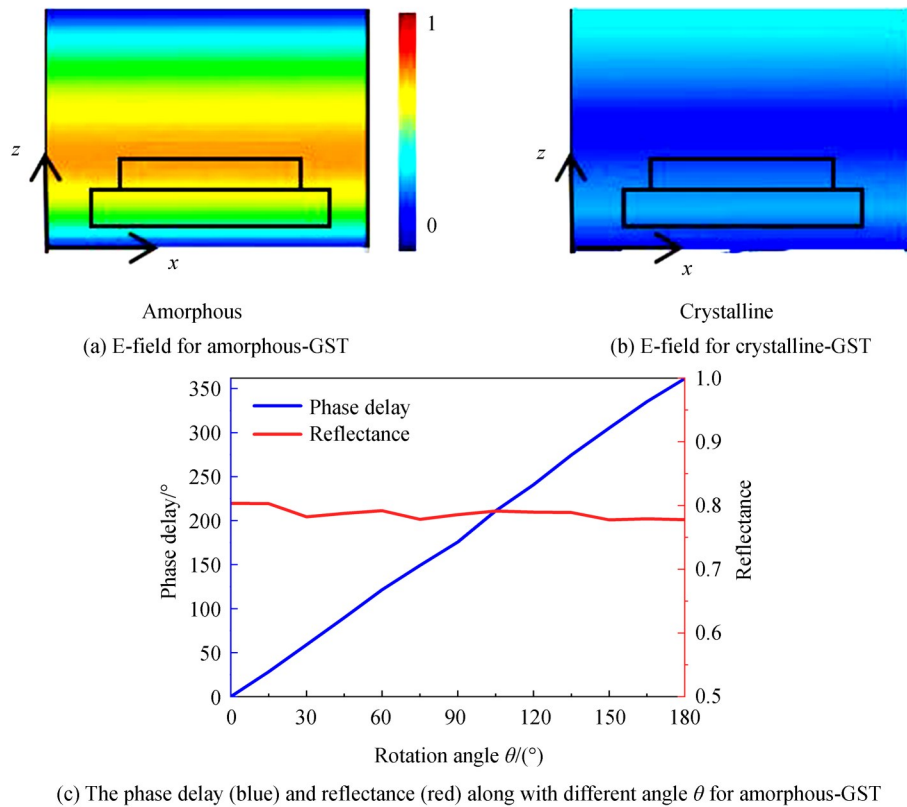 1
z
z
0
x
x
Amorphous
Crystalline
(a) E-field for amorphous-GST
(b) E-field for crystalline-GST
350
300
250
200
150
100
50
0
Phase delay/°
Phase delay
Reflectance
1.0
0.9
0.8
0.7
0.6
0.5
Reflectance
0 30 60 90 120 150 180
Rotation angle θ/(°)
(c) The phase delay (blue) and reflectance (red) along with different angle θ for amorphous-GST